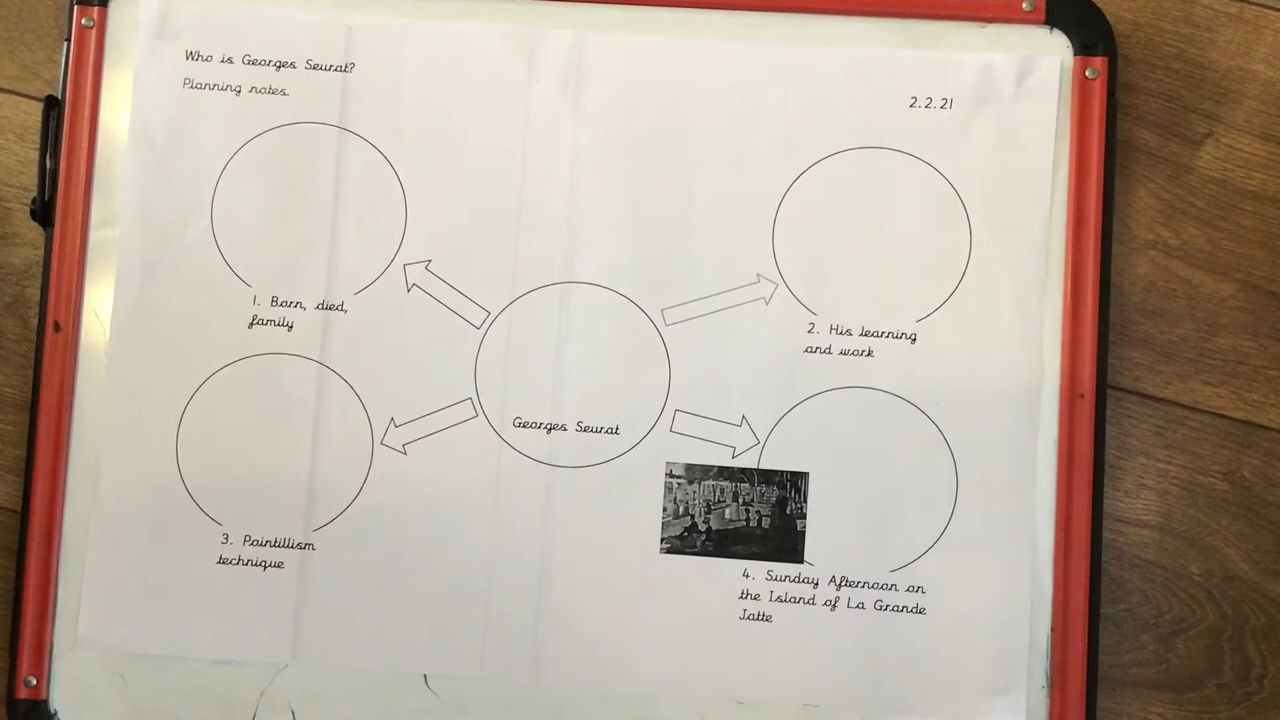 Who is Georges Seurat?
Planning notes.
2.2.21
1. Born, died,
family
2. His learning
and work
Georges Seurat
3. Pointillism
technique
4. Sunday Afternoon on
the Island of La Grande
Jatte